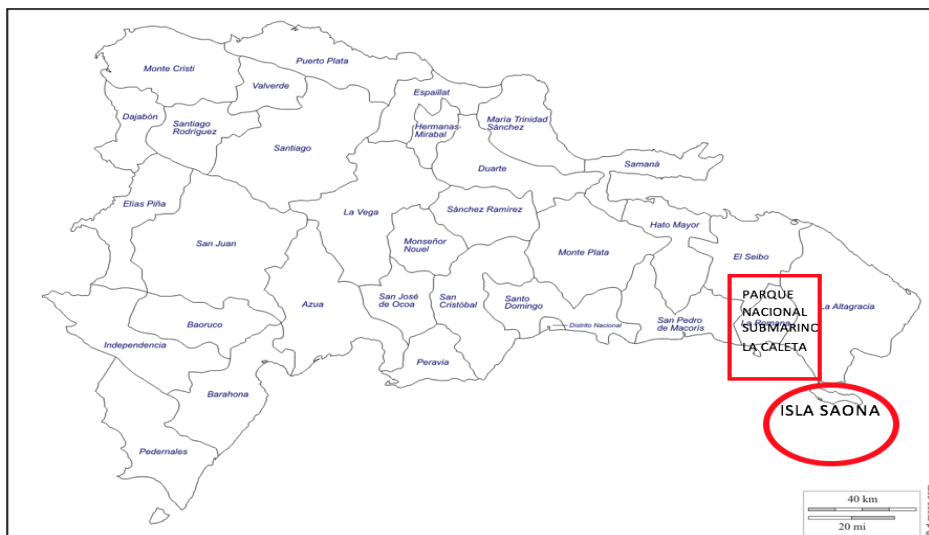 Puerto Plata
Monte Cristi
Valverde
Espaillat
Dajabón
Santiago
Rodríguez
Hermanas-
Mirabal
María Trinidad
Sánchez
Santiago
Duarte
Samaná
Elías Piña
La Vega
Sánchez Ramírez
Hato Mayor
San Juan
Monseñor
Nouel
Monte Plata
El Seibo
Azua
San José
de Ocoa
San
Cristóbal
Santo
Domingo
Distrito Nacional
San Pedro
de Macorís
PARQUE
NACIONAL
La Romana
SUBMARINO
LA CALETA
La Altagracia
Baoruco
Independencia
Peravia
Barahona
ISLA SAONA
Pedernales
40 km
20 mi